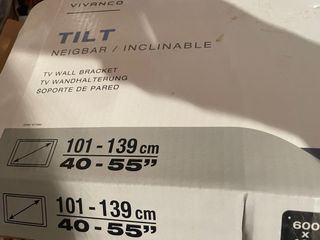 VIVANCO
TILT
NEIGBAR / INCLINABLE
TV WALL BRACKET
TV WANDHALTERUNG
SOPORTE DE PARED
101 - 139 cm
40 - 55”
101 - 139 cm
40 - 55”
600
x